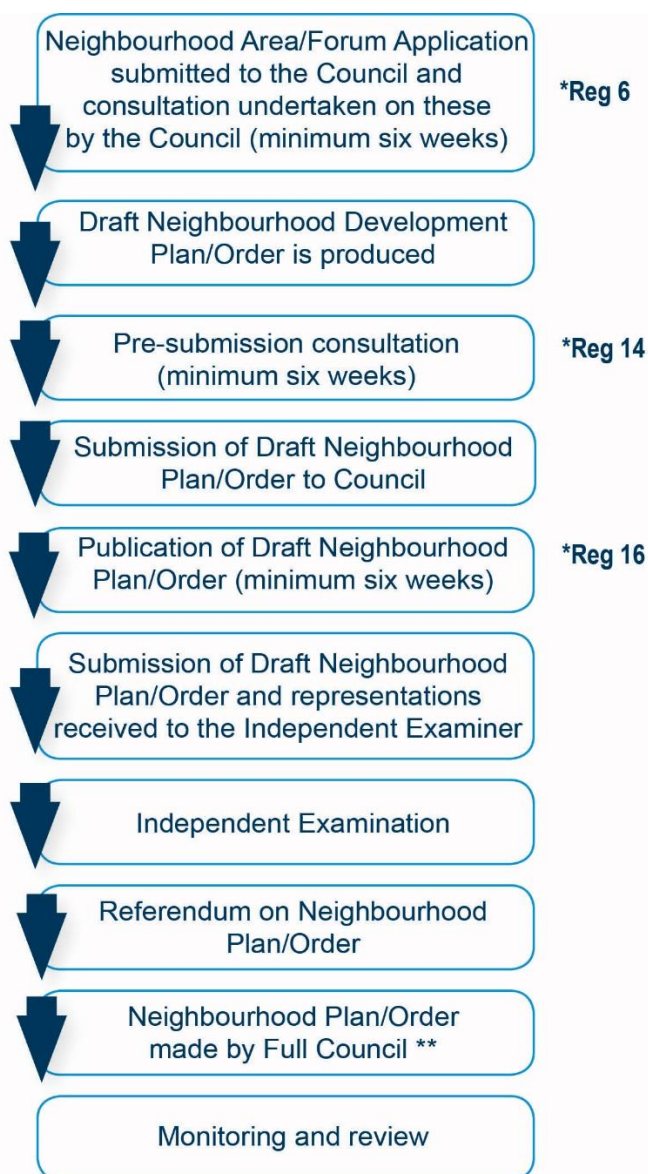 Neighbourhood Area/Forum Application
submitted to the Council and
consultation undertaken on these
by the Council (minimum six weeks)
*Reg 6
Draft Neighbourhood Development
Plan/Order is produced
Pre-submission consultation
(minimum six weeks)
*Reg 14
Submission of Draft Neighbourhood
Plan/Order to Council
Publication of Draft Neighbourhood
Plan/Order (minimum six weeks)
*Reg 16
Submission of Draft Neighbourhood
Plan/Order and representations
received to the Independent Examiner
Independent Examination
Referendum on Neighbourhood
Plan/Order
Neighbourhood Plan/Order
made by Full Council **
Monitoring and review